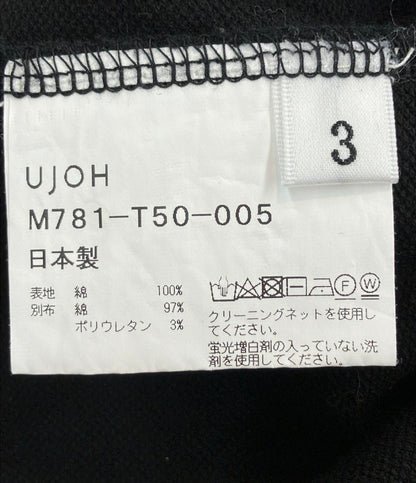 3
UJOH
M781-T50-005
日本製
表地 綿 100%
別布 綿 97%
ポリウレタン 3%
F W
クリーニングネットを使用し
てください。
蛍光増白剤の入っていない洗
剤を使用してください。